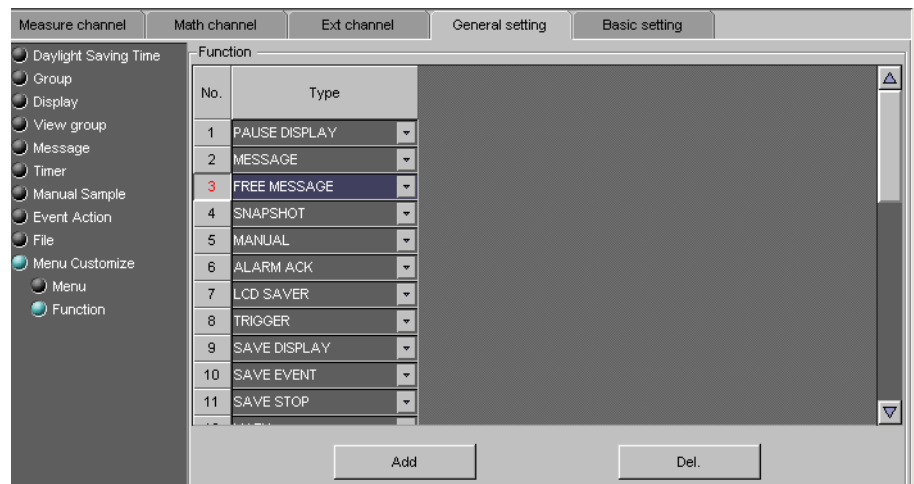 Measure channel Math channel Ext channel General setting Basic setting
Daylight Saving Time
Group
Display
View group
Message
Timer
Manual Sample
Event Action
File
Menu Customize
Menu
Function
Function
No. Type
1 PAUSE DISPLAY
2 MESSAGE
3 FREE MESSAGE
4 SNAPSHOT
5 MANUAL
6 ALARM ACK
7 LCD SAVER
8 TRIGGER
9 SAVE DISPLAY
10 SAVE EVENT
11 SAVE STOP
Add Del.